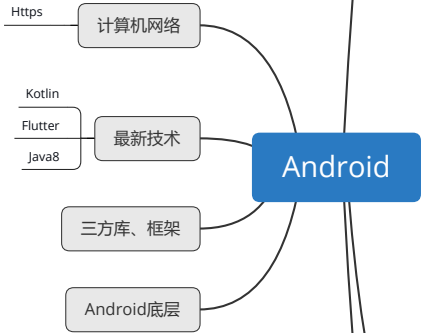 Https
计算机网络
Kotlin
Flutter
Java8
最新技术
Android
三方库、框架
Android底层